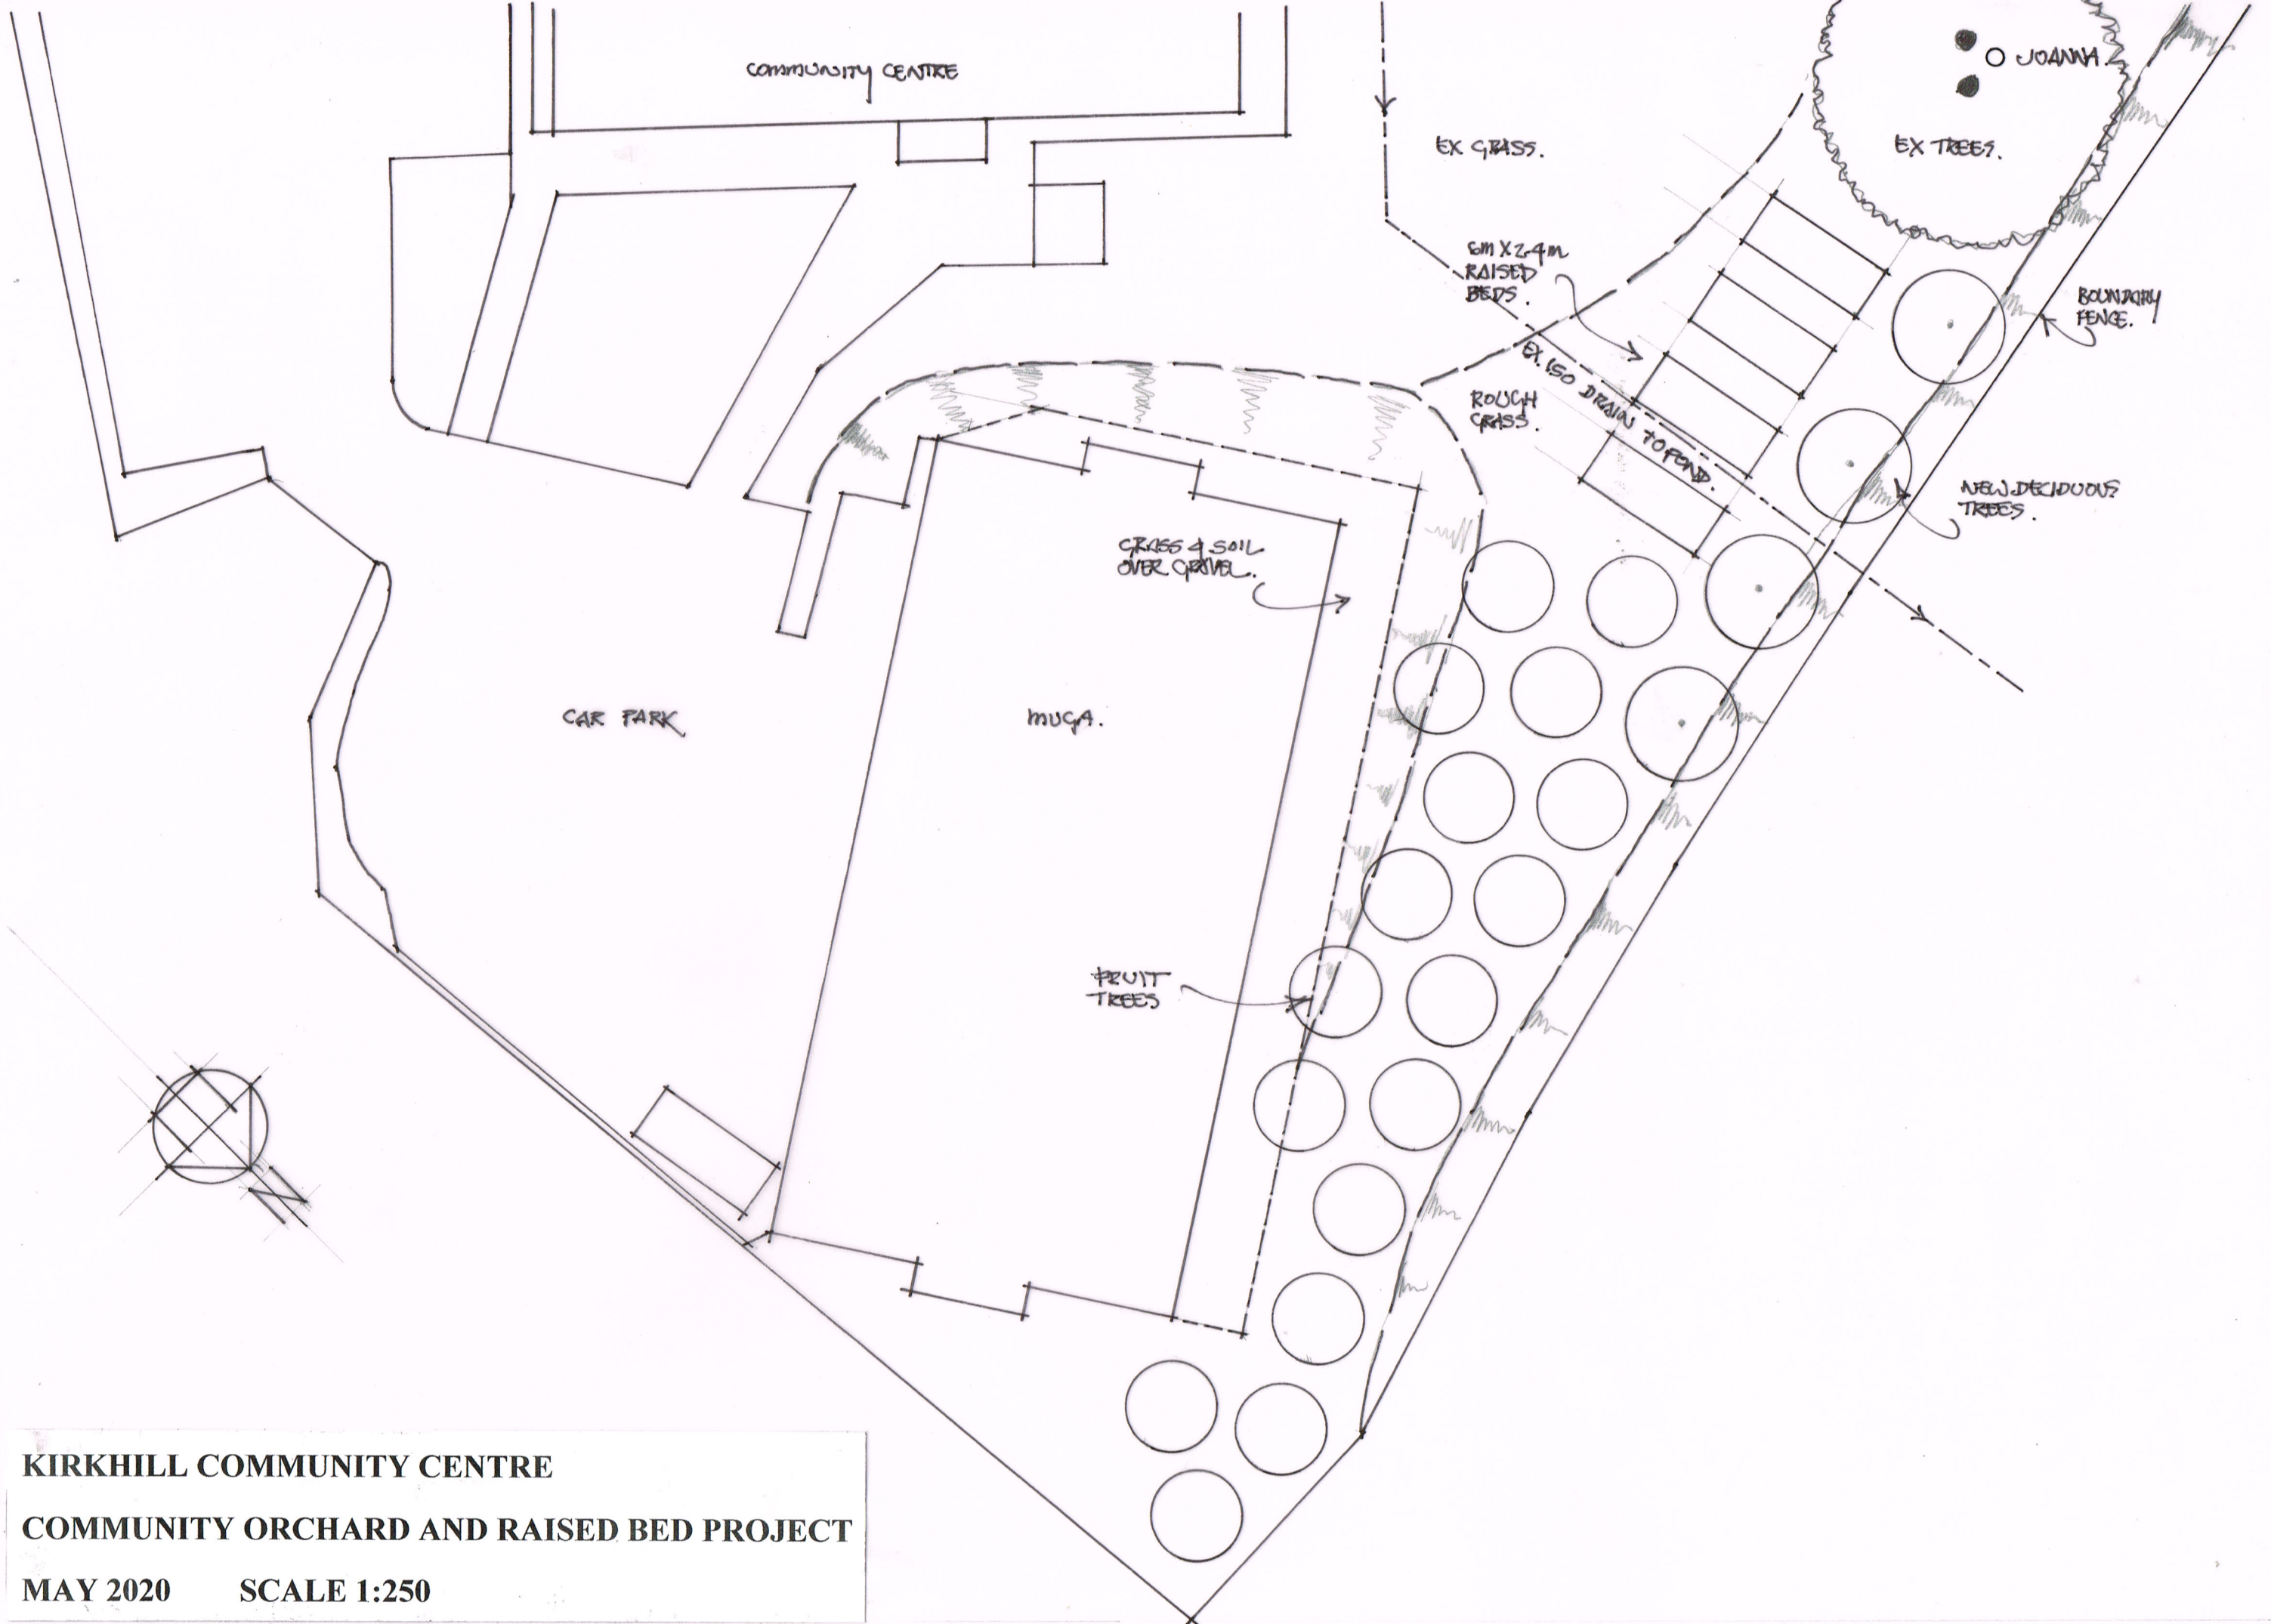 COMMUNITY CENTRE
JOANNA.
EX GRASS.
EX TREES.
6m X 2.4m
RAISED
BEDS.
BOUNDARY
FENCE.
EX. 150 DRAIN TO POND.
ROUGH
GRASS.
NEW DECIDUOUS
TREES.
GRASS & SOIL
OVER GRAVEL.
CAR PARK
MUGA.
FRUIT
TREES
N
KIRKHILL COMMUNITY CENTRE
COMMUNITY ORCHARD AND RAISED BED PROJECT
MAY 2020 SCALE 1:250